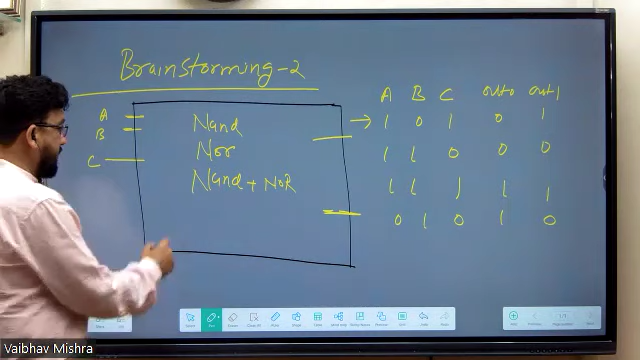 Brainstorming-2
A
B
C
Nand
Nor
Nand + NOR
A B C out0 out1
→ 1 0 1 0 1
1 1 0 0 0
1 1 1 1 1
0 1 0 1 0
Vaibhav Mishra